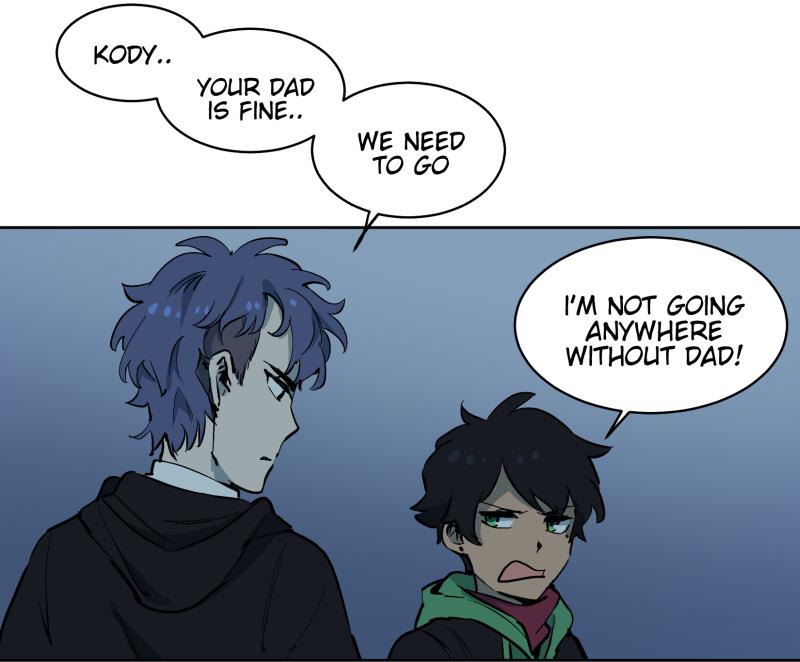 KODY..
YOUR DAD
IS FINE..
WE NEED
TO GO
I'M NOT GOING
ANYWHERE
WITHOUT DAD!